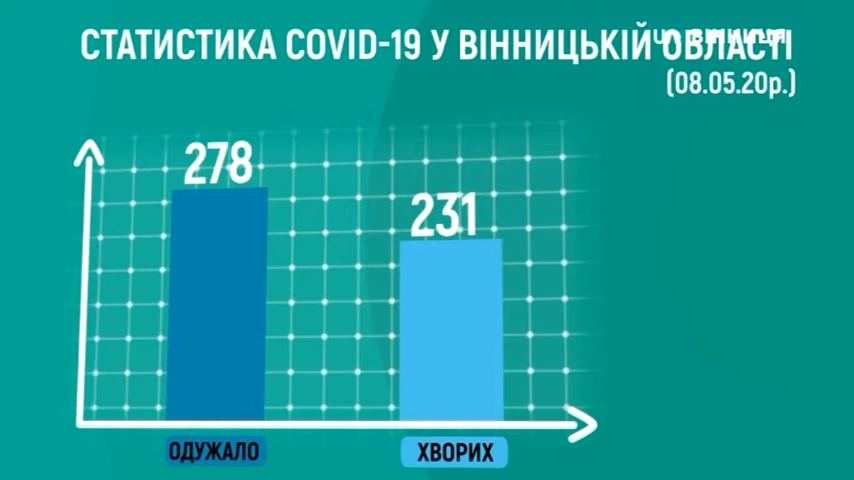 СТАТИСТИКА COVID-19 У ВІННИЦЬКІЙ ОБЛАСТІ
(08.05.20р.)
278
231
ОДУЖАЛО
ХВОРИХ